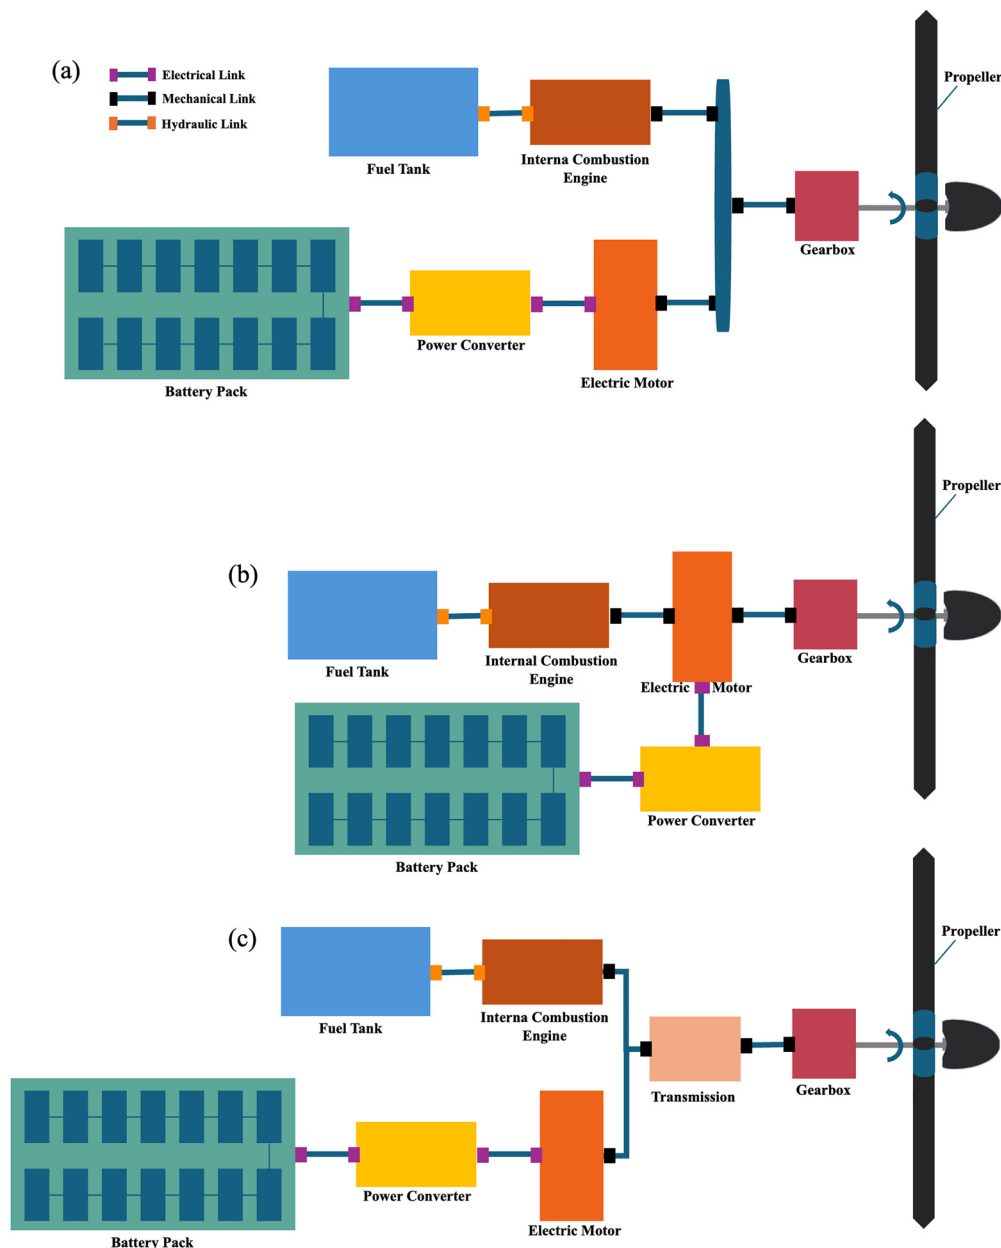 (a)
Electrical Link
Mechanical Link
Hydraulic Link
Propeller
Fuel Tank
Interna Combustion
Engine
Gearbox
Power Converter
Electric Motor
Battery Pack
(b)
Propeller
Fuel Tank
Internal Combustion
Engine
Electric Motor
Gearbox
Power Converter
Battery Pack
(c)
Propeller
Fuel Tank
Interna Combustion
Engine
Transmission
Gearbox
Power Converter
Electric Motor
Battery Pack